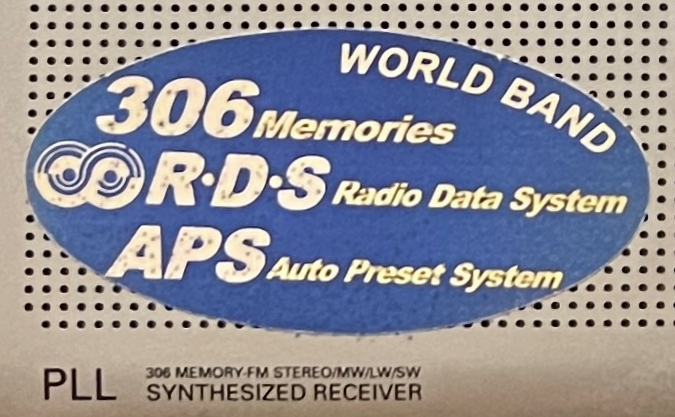 WORLD BAND
306 Memories
R·D·S Radio Data System
APS Auto Preset System
PLL 306 MEMORY-FM STEREO/MW/LW/SW
SYNTHESIZED RECEIVER